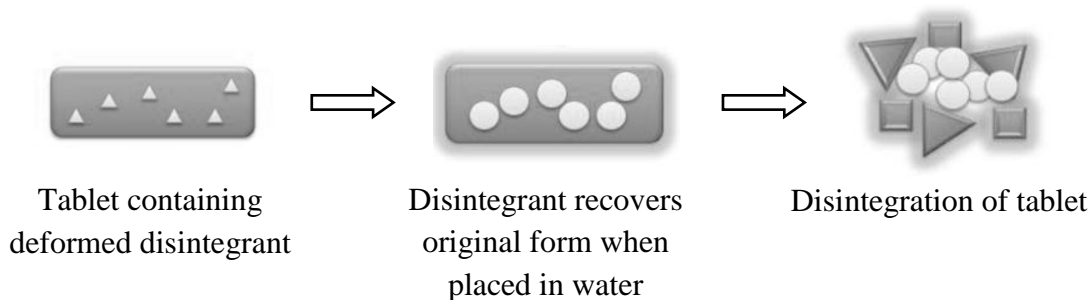 Tablet containing
deformed disintegrant
Disintegrant recovers
original form when
placed in water
Disintegration of tablet